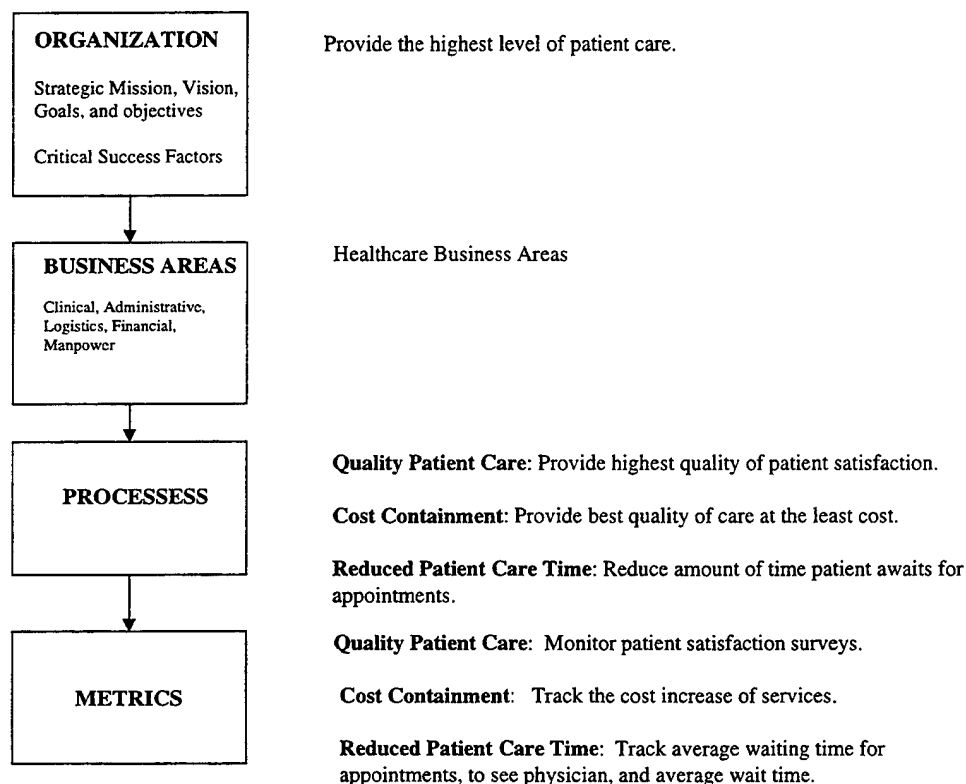 ORGANIZATION
Strategic Mission, Vision,
Goals, and objectives
Critical Success Factors
Provide the highest level of patient care.
BUSINESS AREAS
Clinical, Administrative,
Logistics, Financial,
Manpower
Healthcare Business Areas
PROCESSESS
Quality Patient Care: Provide highest quality of patient satisfaction.
Cost Containment: Provide best quality of care at the least cost.
Reduced Patient Care Time: Reduce amount of time patient awaits for
appointments.
METRICS
Quality Patient Care: Monitor patient satisfaction surveys.
Cost Containment: Track the cost increase of services.
Reduced Patient Care Time: Track average waiting time for
appointments, to see physician, and average wait time.